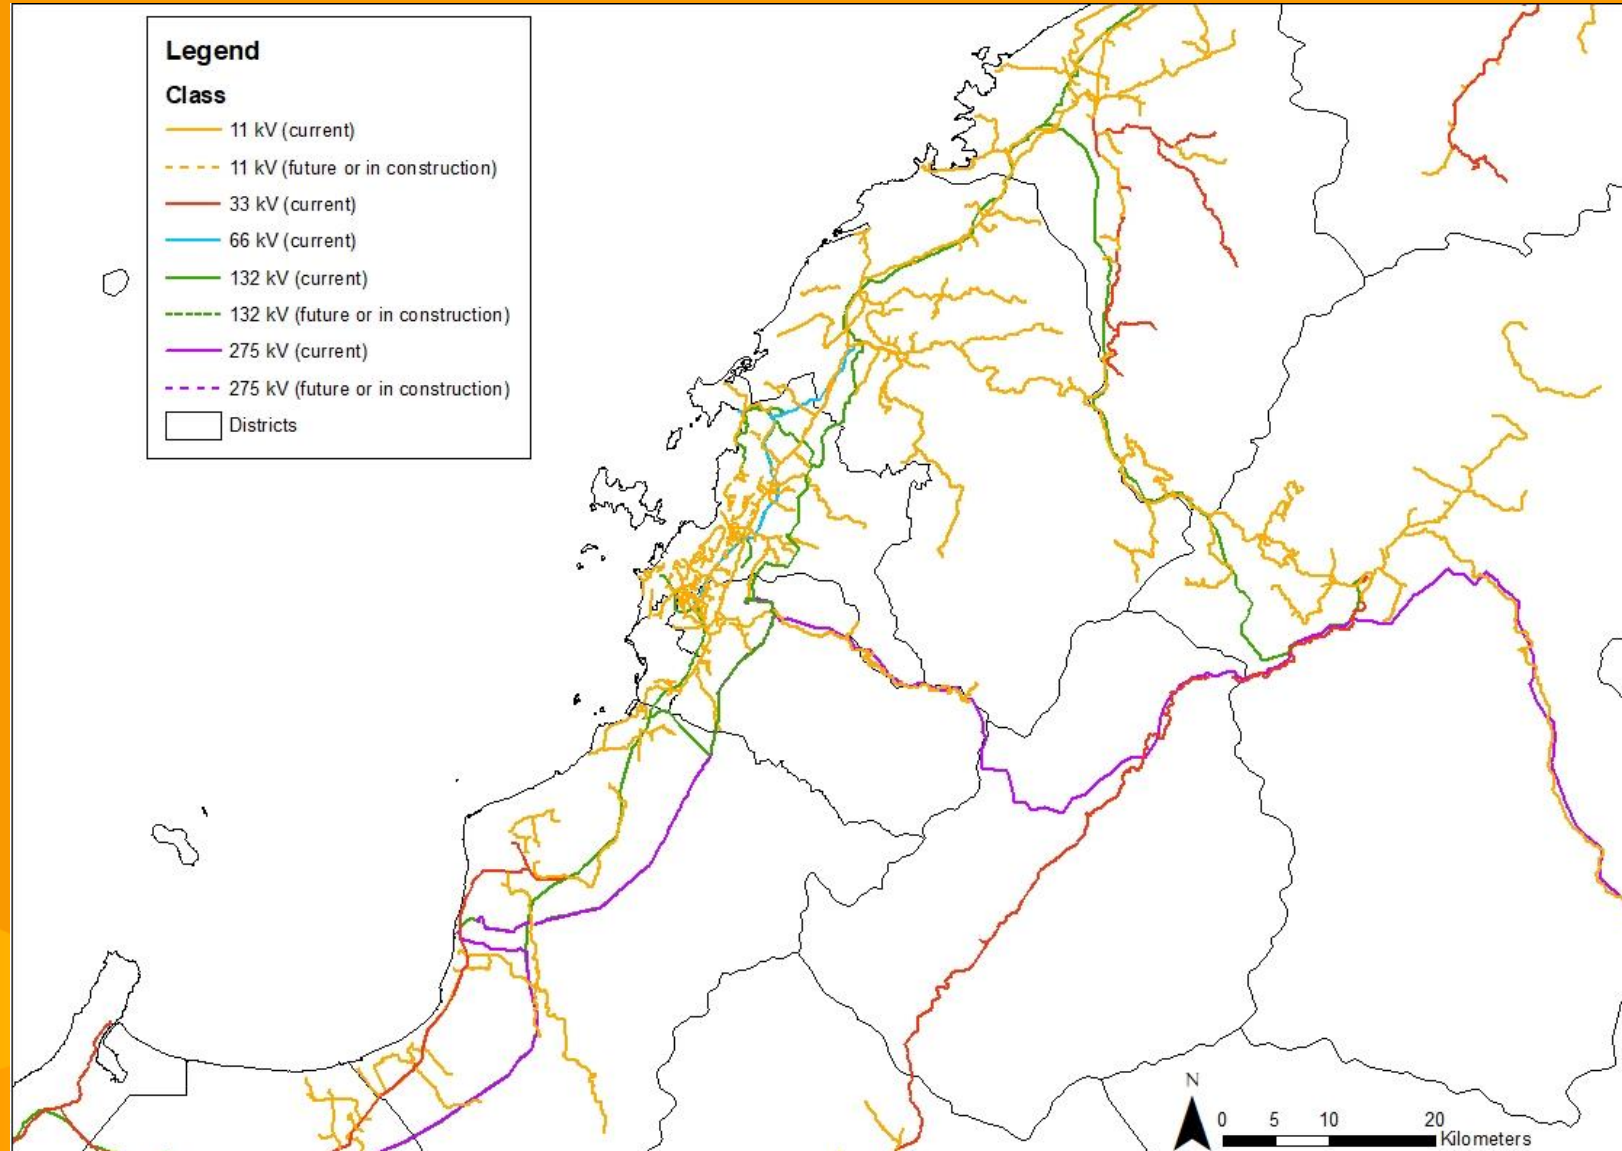 Legend
Class
11 kV (current)
11 kV (future or in construction)
33 kV (current)
66 kV (current)
132 kV (current)
132 kV (future or in construction)
275 kV (current)
275 kV (future or in construction)
Districts
N
0 5 10 20
Kilometers